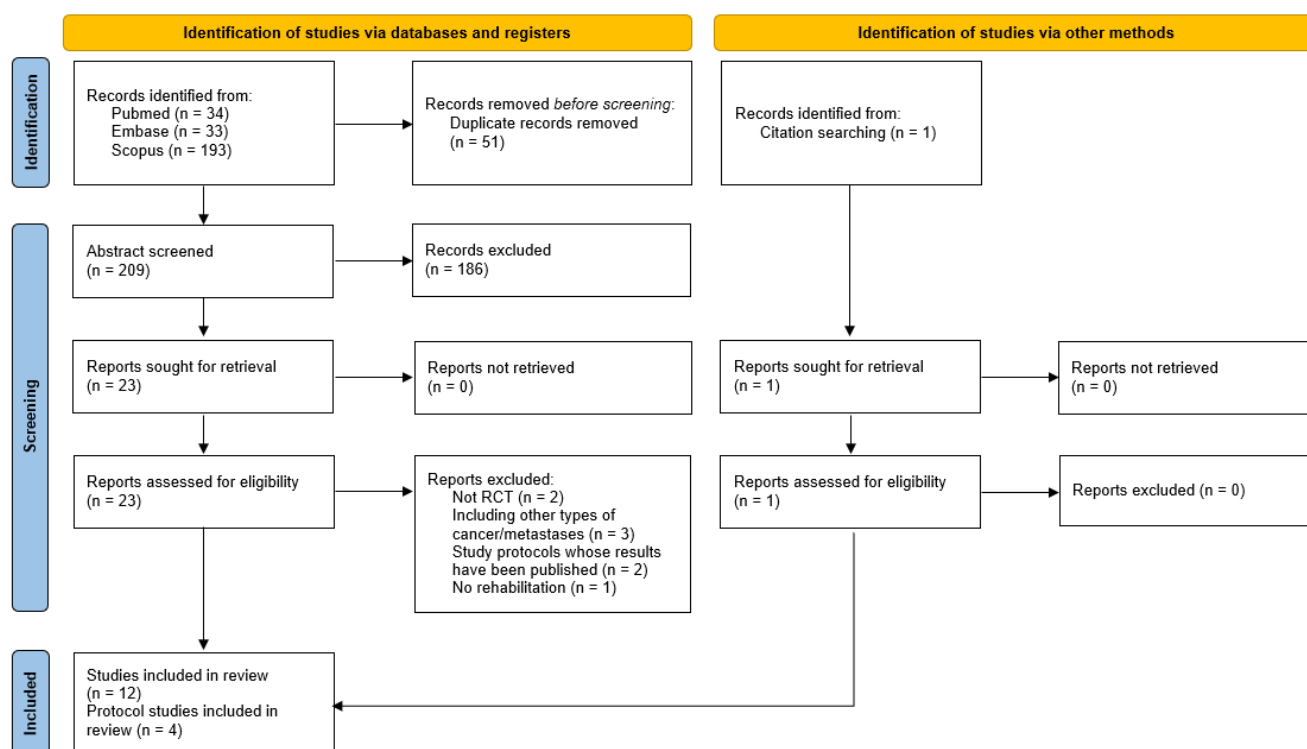 Identification of studies via databases and registers
Identification of studies via other methods
Identification
Records identified from:
Pubmed (n = 34)
Embase (n = 33)
Scopus (n = 193)
Records removed before screening:
Duplicate records removed
(n = 51)
Records identified from:
Citation searching (n = 1)
Screening
Abstract screened
(n = 209)
Records excluded
(n = 186)
Reports sought for retrieval
(n = 23)
Reports not retrieved
(n = 0)
Reports sought for retrieval
(n = 1)
Reports not retrieved
(n = 0)
Reports assessed for eligibility
(n = 23)
Reports excluded:
Not RCT (n = 2)
Including other types of
cancer/metastases (n = 3)
Study protocols whose results
have been published (n = 2)
No rehabilitation (n = 1)
Reports assessed for eligibility
(n = 1)
Reports excluded (n = 0)
Included
Studies included in review
(n = 12)
Protocol studies included in
review (n = 4)